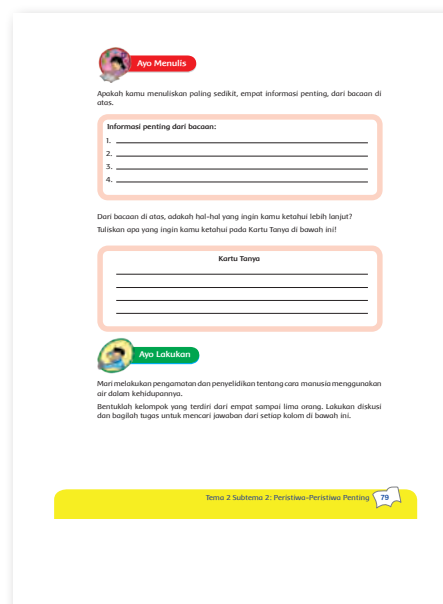 Ayo Menulis
Apakah kamu menuliskan paling sedikit, empat informasi penting, dari bacaan di
atas.
Informasi penting dari bacaan:
1.
2.
3.
4.
Dari bacaan di atas, adakah hal-hal yang ingin kamu ketahui lebih lanjut?
Tuliskan apa yang ingin kamu ketahui pada Kartu Tanya di bawah ini!
Kartu Tanya
Ayo Lakukan
Mari melakukan pengamatan dan penyelidikan tentang cara manusia menggunakan
air dalam kehidupannya.
Bentuklah kelompok yang terdiri dari empat sampai lima orang. Lakukan diskusi
dan bagilah tugas untuk mencari jawaban dari setiap kolom di bawah ini.
Tema 2 Subtema 2: Peristiwa-Peristiwa Penting 79